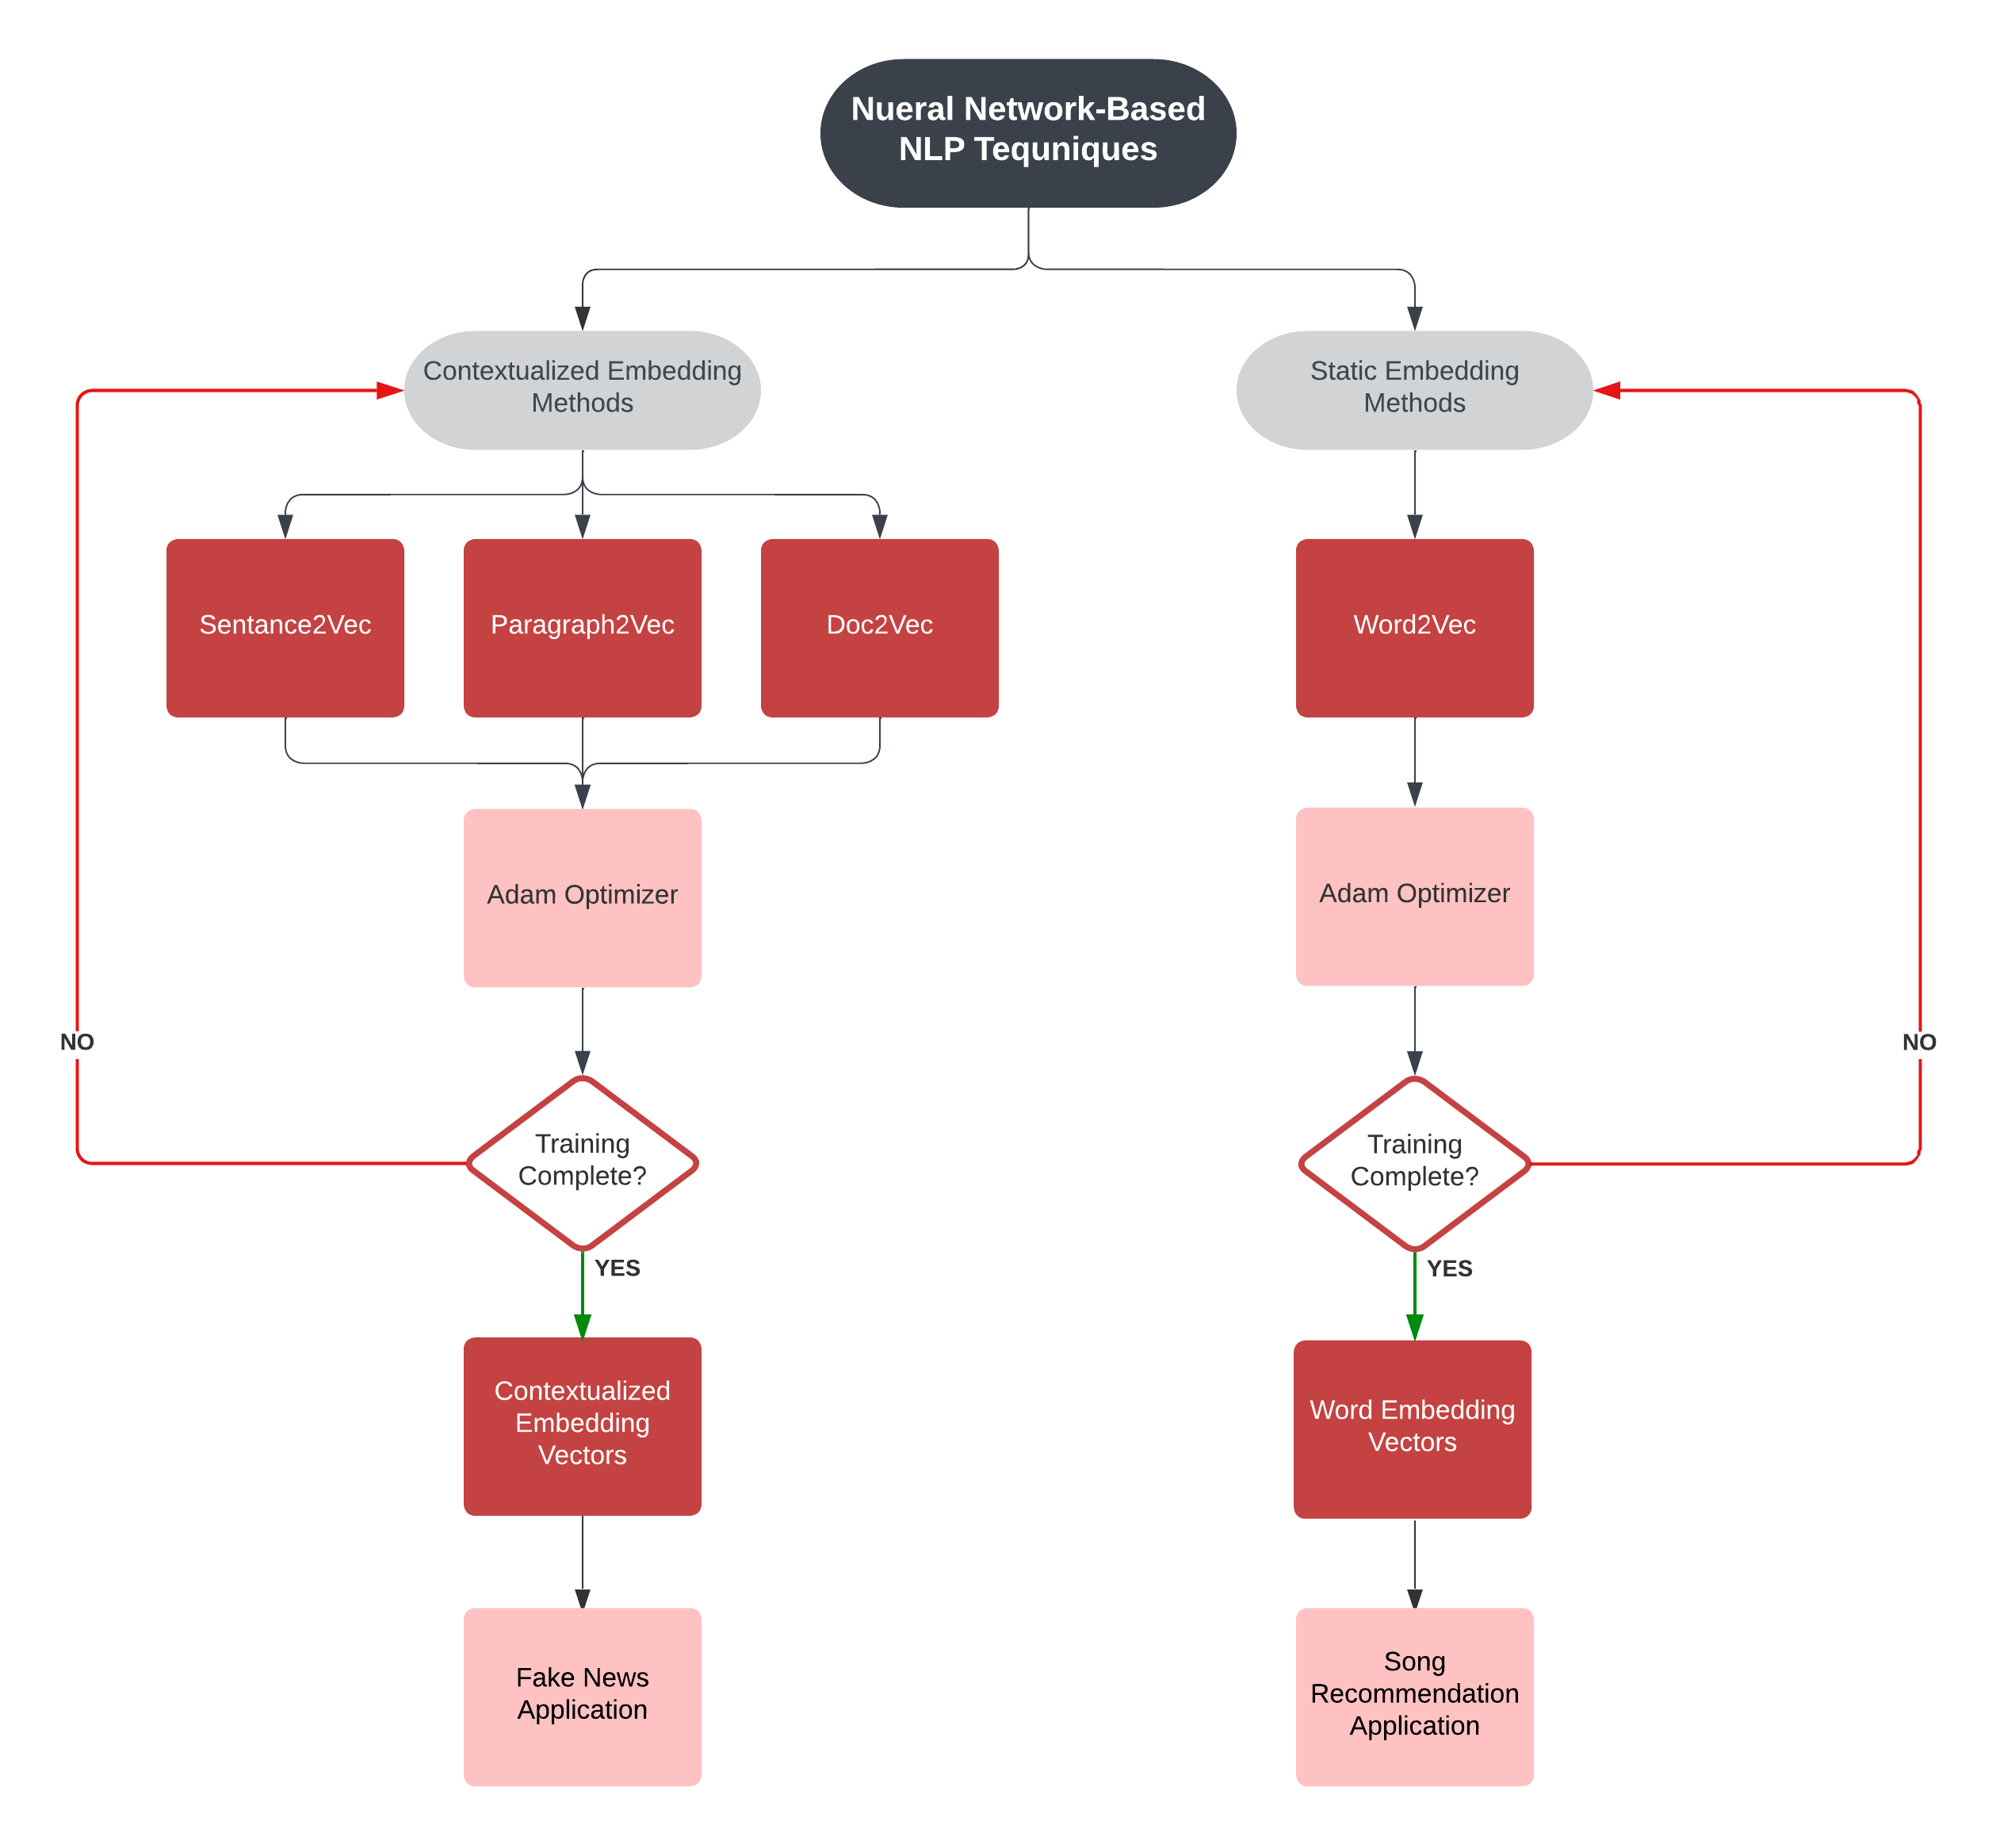 Nueral Network-Based
NLP Tequniques
Contextualized Embedding
Methods
Static Embedding
Methods
Sentance2Vec
Paragraph2Vec
Doc2Vec
Word2Vec
Adam Optimizer
Adam Optimizer
NO
NO
Training
Complete?
Training
Complete?
YES
YES
Contextualized
Embedding
Vectors
Word Embedding
Vectors
Fake News
Application
Song
Recommendation
Application